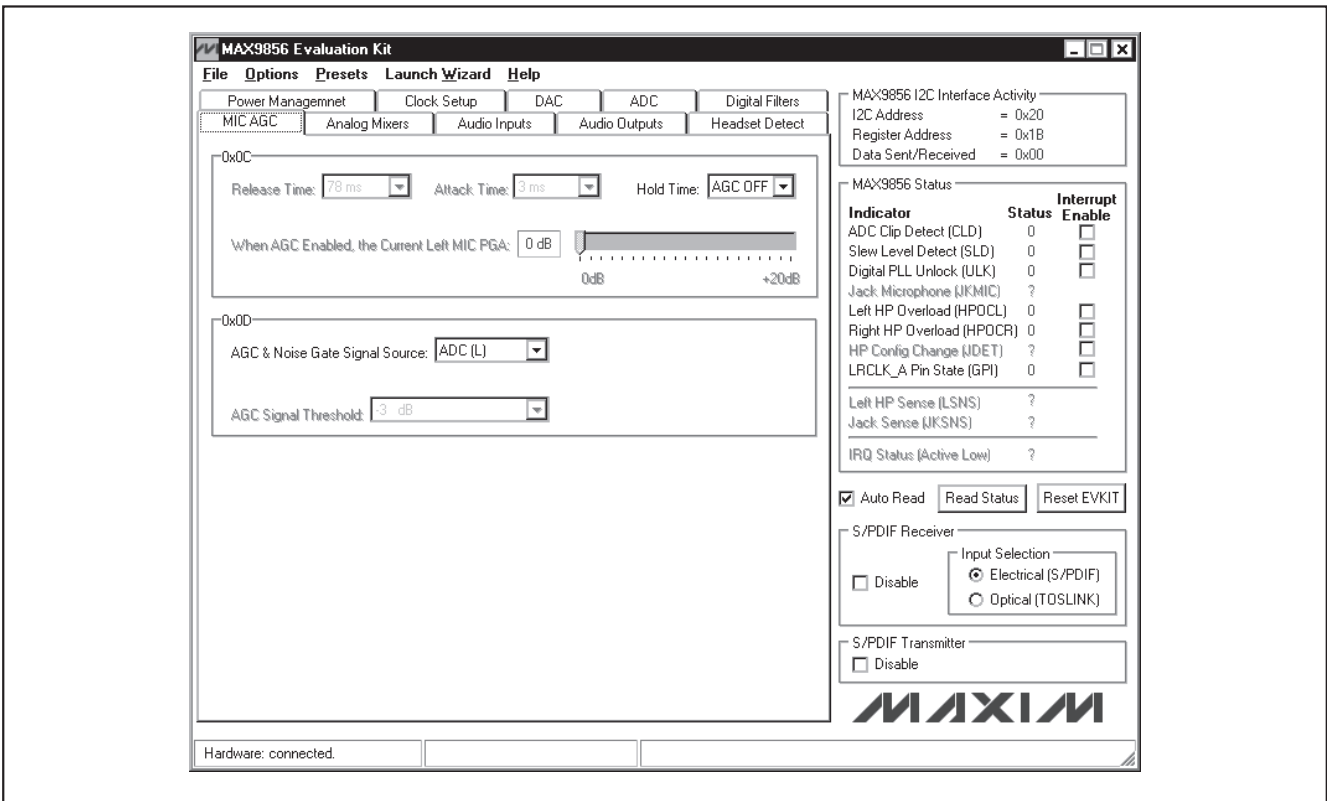 MAX9856 Evaluation Kit
File Options Presets Launch Wizard Help
Power Managemnet Clock Setup DAC ADC Digital Filters
MIC AGC Analog Mixers Audio Inputs Audio Outputs Headset Detect
0x0C
Release Time: 78 ms Attack Time: 3 ms Hold Time: AGC OFF
When AGC Enabled, the Current Left MIC PGA: 0 dB
0dB +20dB
0x0D
AGC & Noise Gate Signal Source: ADC (L)
AGC Signal Threshold: -3 dB
MAX9856 I2C Interface Activity
I2C Address = 0x20
Register Address = 0x1B
Data Sent/Received = 0x00
MAX9856 Status
Indicator Status Interrupt Enable
ADC Clip Detect (CLD) 0
Slew Level Detect (SLD) 0
Digital PLL Unlock (ULK) 0
Jack Microphone (JKMIC) ?
Left HP Overload (HPOCL) 0
Right HP Overload (HPOCR) 0
HP Config Change (JDET) ?
LRCLK_A Pin State (GPI) 0
Left HP Sense (LSNS) ?
Jack Sense (JKSNS) ?
IRQ Status (Active Low) ?
Auto Read Read Status Reset EVKIT
S/PDIF Receiver
Input Selection
Disable
Electrical (S/PDIF)
Optical (TOSLINK)
S/PDIF Transmitter
Disable
MAXIM
Hardware: connected.